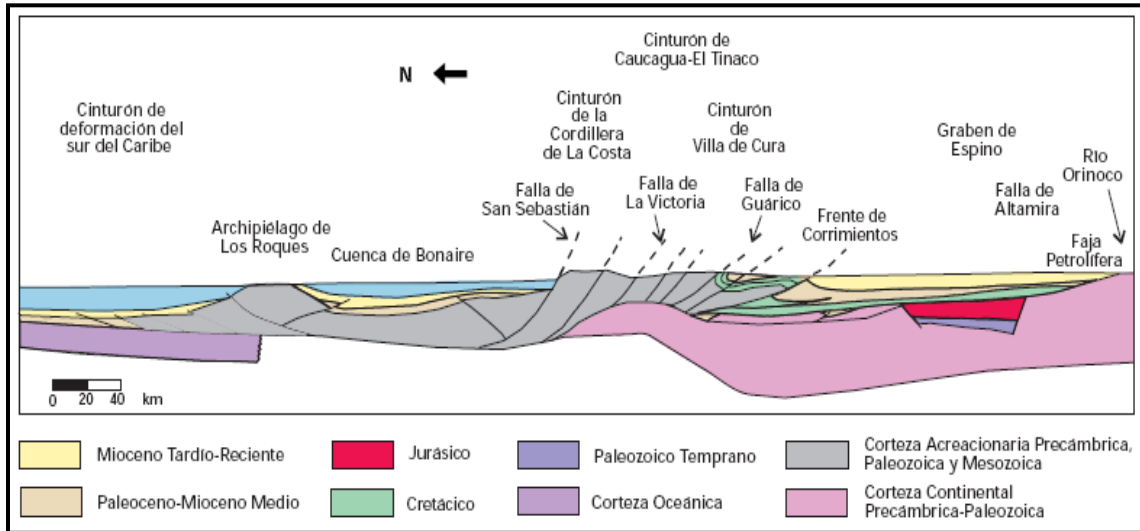 Cinturón de
Caucagua-El Tinaco
N
Cinturón de
deformación del
sur del Caribe
Cinturón
de la
Cordillera
de La Costa
Cinturón
de
Villa de Cura
Graben de
Espino
Río
Orinoco
Falla de
San Sebastián
Falla de
La Victoria
Falla de
Guárico
Falla de
Altamira
Archipiélago de
Los Roques
Cuenca de Bonaire
Frente de
Corrimientos
Faja
Petrolífera
0 20 40 km
Mioceno Tardío-Reciente
Jurásico
Paleozoico Temprano
Corteza Acreacionaria Precámbrica,
Paleozoica y Mesozoica
Paleoceno-Mioceno Medio
Cretácico
Corteza Oceánica
Corteza Continental
Precámbrica-Paleozoica